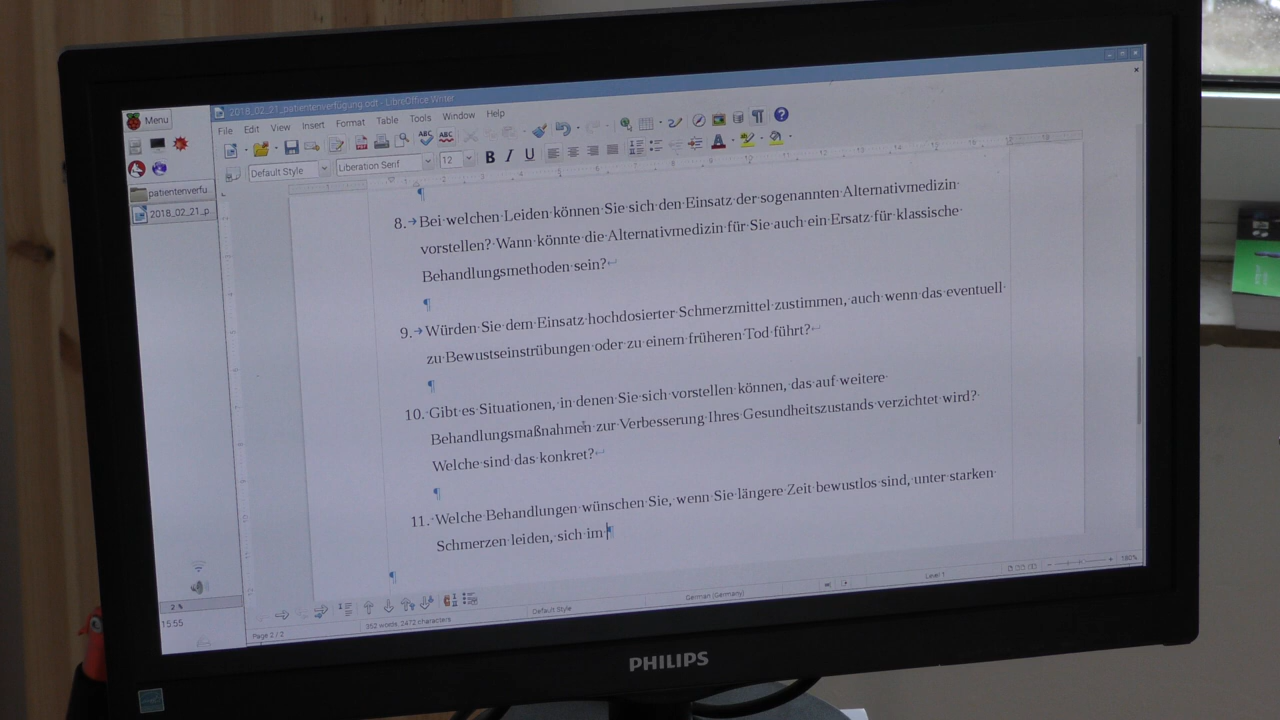 2018_02_21_patientenverfügung.odt - LibreOffice Writer
Menu
File Edit View Insert Format Table Tools Window Help
Default Style
Liberation Serif
12
patientenverfu
2018_02_21_p
8. Bei welchen Leiden können Sie sich den Einsatz der sogenannten Alternativmedizin
vorstellen? Wann könnte die Alternativmedizin für Sie auch ein Ersatz für klassische
Behandlungsmethoden sein?
9. Würden Sie dem Einsatz hochdosierter Schmerzmittel zustimmen, auch wenn das eventuell
zu Bewustseinstrübungen oder zu einem früheren Tod führt?
10. Gibt es Situationen, in denen Sie sich vorstellen können, das auf weitere
Behandlungsmaßnahmen zur Verbesserung Ihres Gesundheitszustands verzichtet wird?
Welche sind das konkret?
11. Welche Behandlungen wünschen Sie, wenn Sie längere Zeit bewustlos sind, unter starken
Schmerzen leiden, sich im
2 %
15:55
Page 2 / 2
352 words, 2472 characters
Default Style
German (Germany)
Level 1
180%
PHILIPS